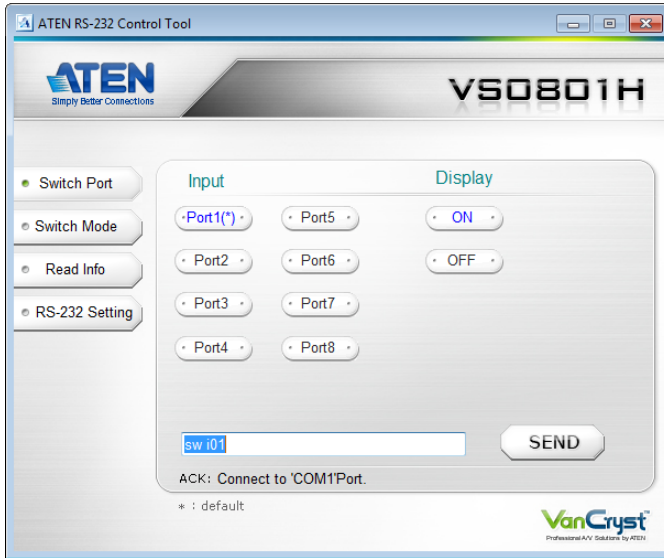 ATEN RS-232 Control Tool
ATEN
Simply Better Connections
VS0801H
Switch Port
Switch Mode
Read Info
RS-232 Setting
Input
Display
Port1(*)
Port5
ON
Port2
Port6
OFF
Port3
Port7
Port4
Port8
sw i01
SEND
ACK: Connect to 'COM1'Port.
* : default
VanCryst™
Professional A/V Solutions by ATEN